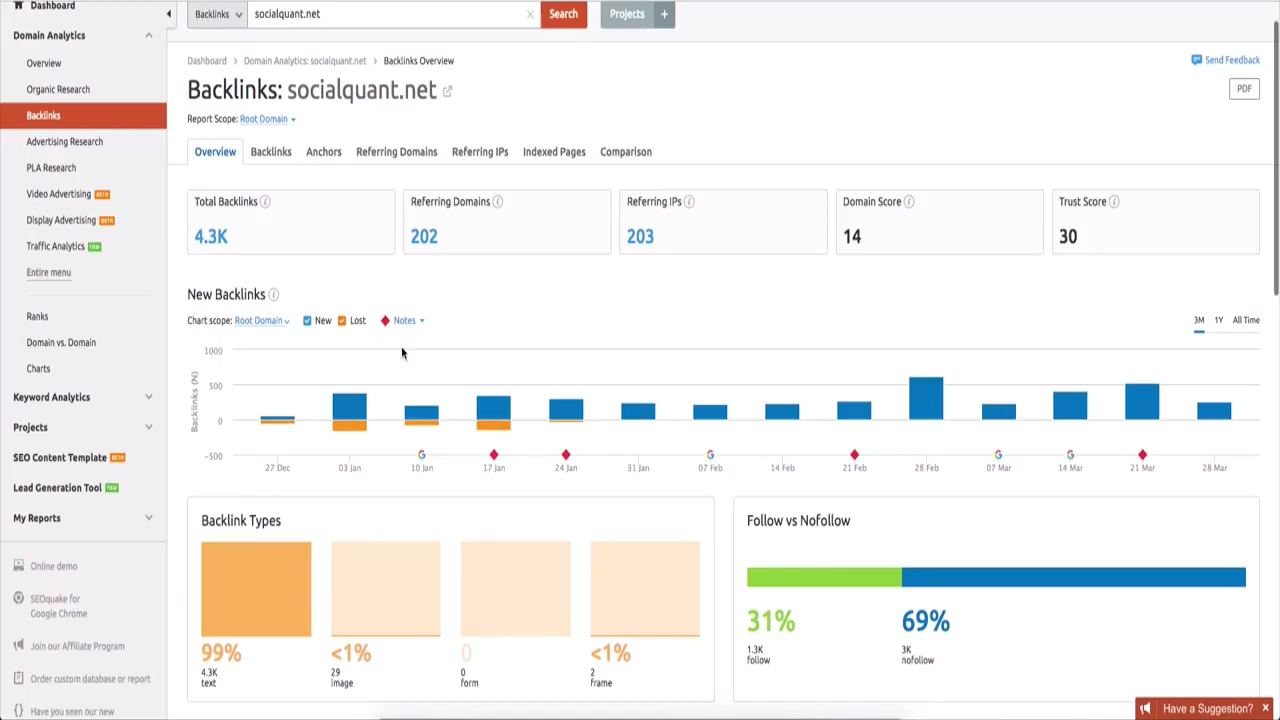 Dashboard
Domain Analytics
Overview
Organic Research
Backlinks
Advertising Research
PLA Research
Video Advertising BETA
Display Advertising BETA
Traffic Analytics new
Entire menu
Ranks
Domain vs. Domain
Charts
Keyword Analytics
Projects
SEO Content Template BETA
Lead Generation Tool new
My Reports
Online demo
SEOquake for
Google Chrome
Join our Affiliate Program
Order custom database or report
Have you seen our new
Backlinks socialquant.net Search Projects +
Dashboard > Domain Analytics: socialquant.net > Backlinks Overview
Send Feedback
Backlinks: socialquant.net
PDF
Report Scope: Root Domain
Overview Backlinks Anchors Referring Domains Referring IPs Indexed Pages Comparison
Total Backlinks Referring Domains Referring IPs Domain Score Trust Score
4.3K 202 203 14 30
New Backlinks
Chart scope: Root Domain New Lost Notes 3M 1Y All Time
Backlinks (N)
1000
500
0
-500
27 Dec 03 Jan 10 Jan 17 Jan 24 Jan 31 Jan 07 Feb 14 Feb 21 Feb 28 Feb 07 Mar 14 Mar 21 Mar 28 Mar
Backlink Types
99% <1% 0 <1%
4.3K 29 0 2
text image form frame
Follow vs Nofollow
31% 69%
1.3K 3K
follow nofollow
Have a Suggestion? ×